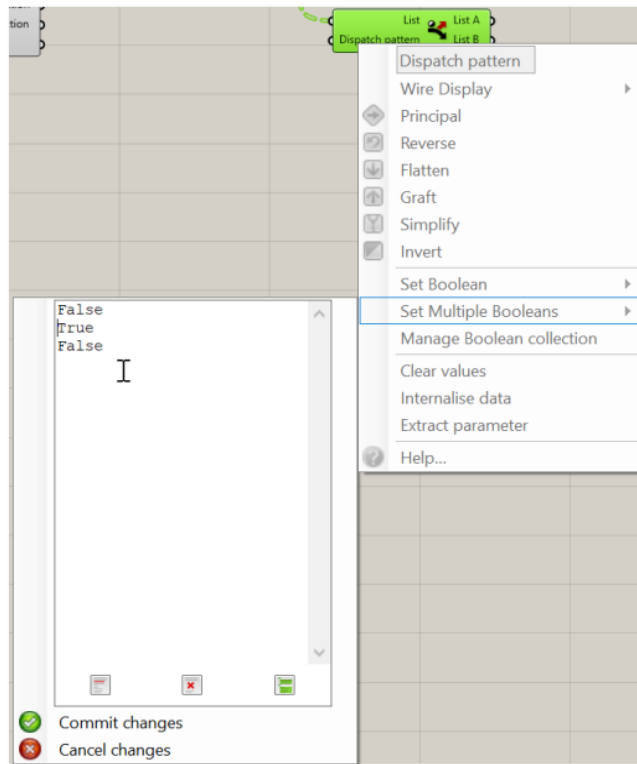 tion
tion
List
List A
Dispatch pattern
List B
Dispatch pattern
Wire Display
Principal
Reverse
Flatten
Graft
Simplify
Invert
Set Boolean
Set Multiple Booleans
Manage Boolean collection
Clear values
Internalise data
Extract parameter
Help...
False
True
False
Commit changes
Cancel changes